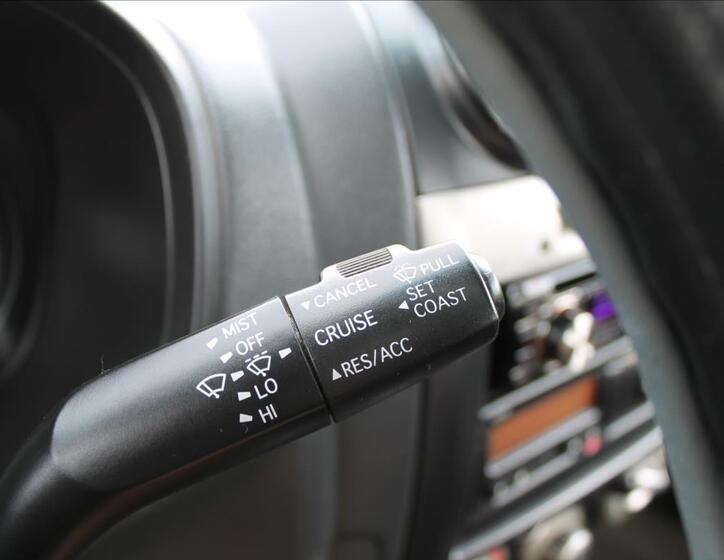 MIST
OFF
LO
HI
CANCEL
CRUISE
RES/ACC
PULL
SET
COAST